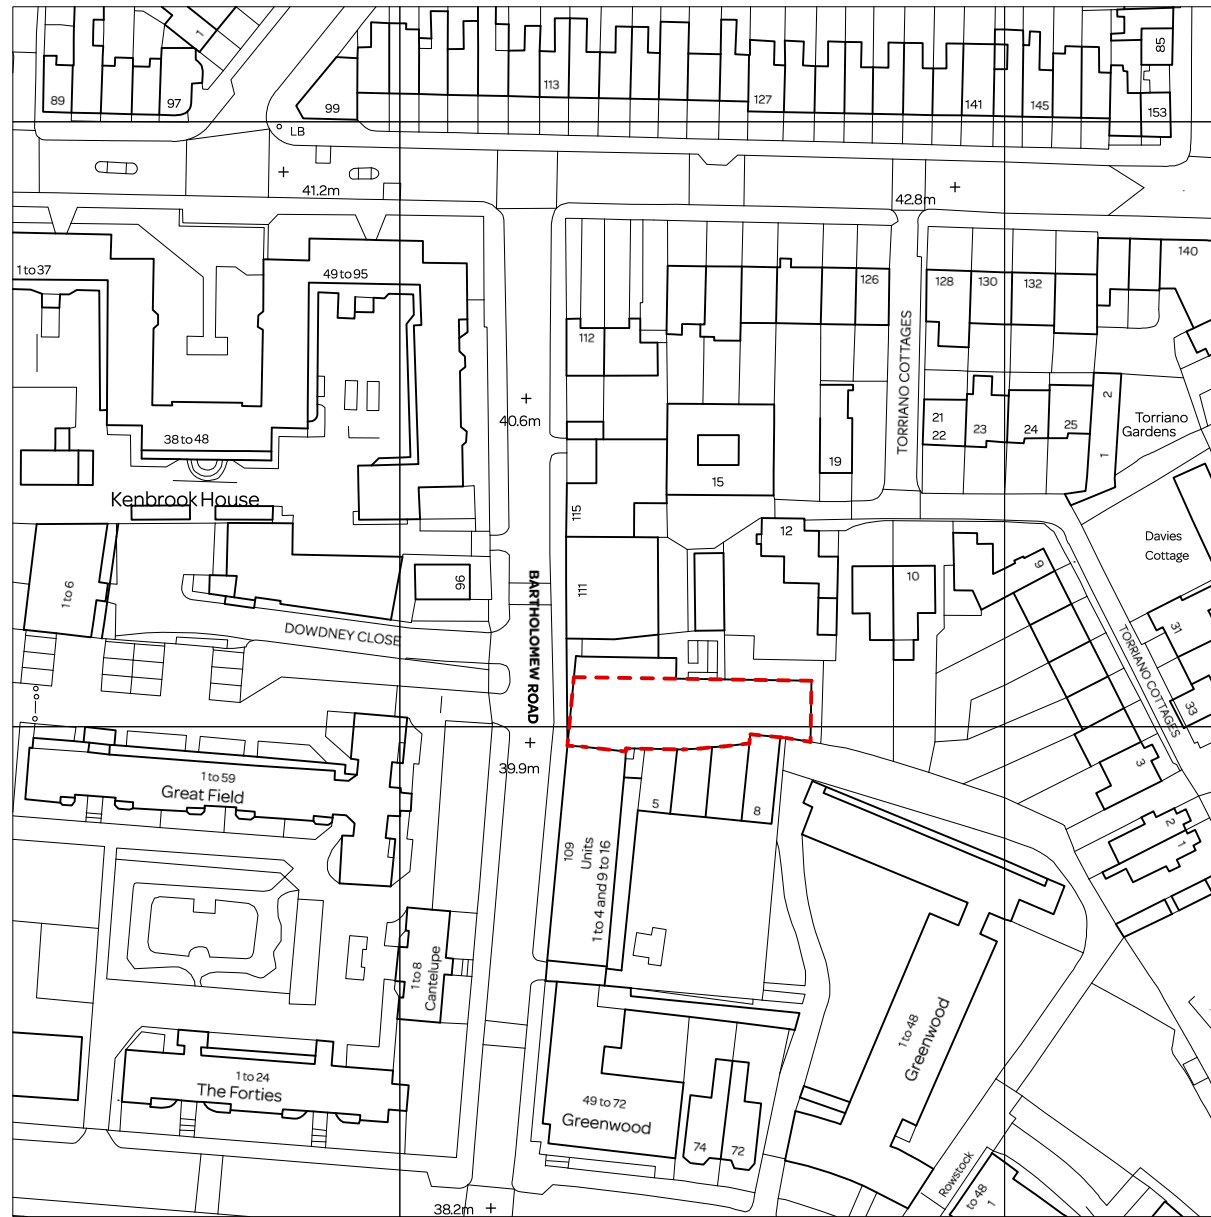 1
85
89
97
99
113
127
141
145
153
LB
41.2m
42.8m
1 to 37
49 to 95
126
128
130
132
140
112
TORRIANO COTTAGES
40.6m
38 to 48
Kenbrook House
15
19
21
22
23
24
25
2
1
Torriano
Gardens
115
12
Davies
Cottage
1 to 6
96
111
10
9
BARTHOLOMEW ROAD
DOWDNEY CLOSE
31
TORRIANO COTTAGES
33
39.9m
1 to 59
Great Field
3
5
8
109
Units
1 to 4 and 9 to 16
2
1
1 to 8
Cantelupe
1 to 48
Greenwood
1 to 24
The Forties
49 to 72
Greenwood
74
72
Rowstock
to 48
1
38.2m